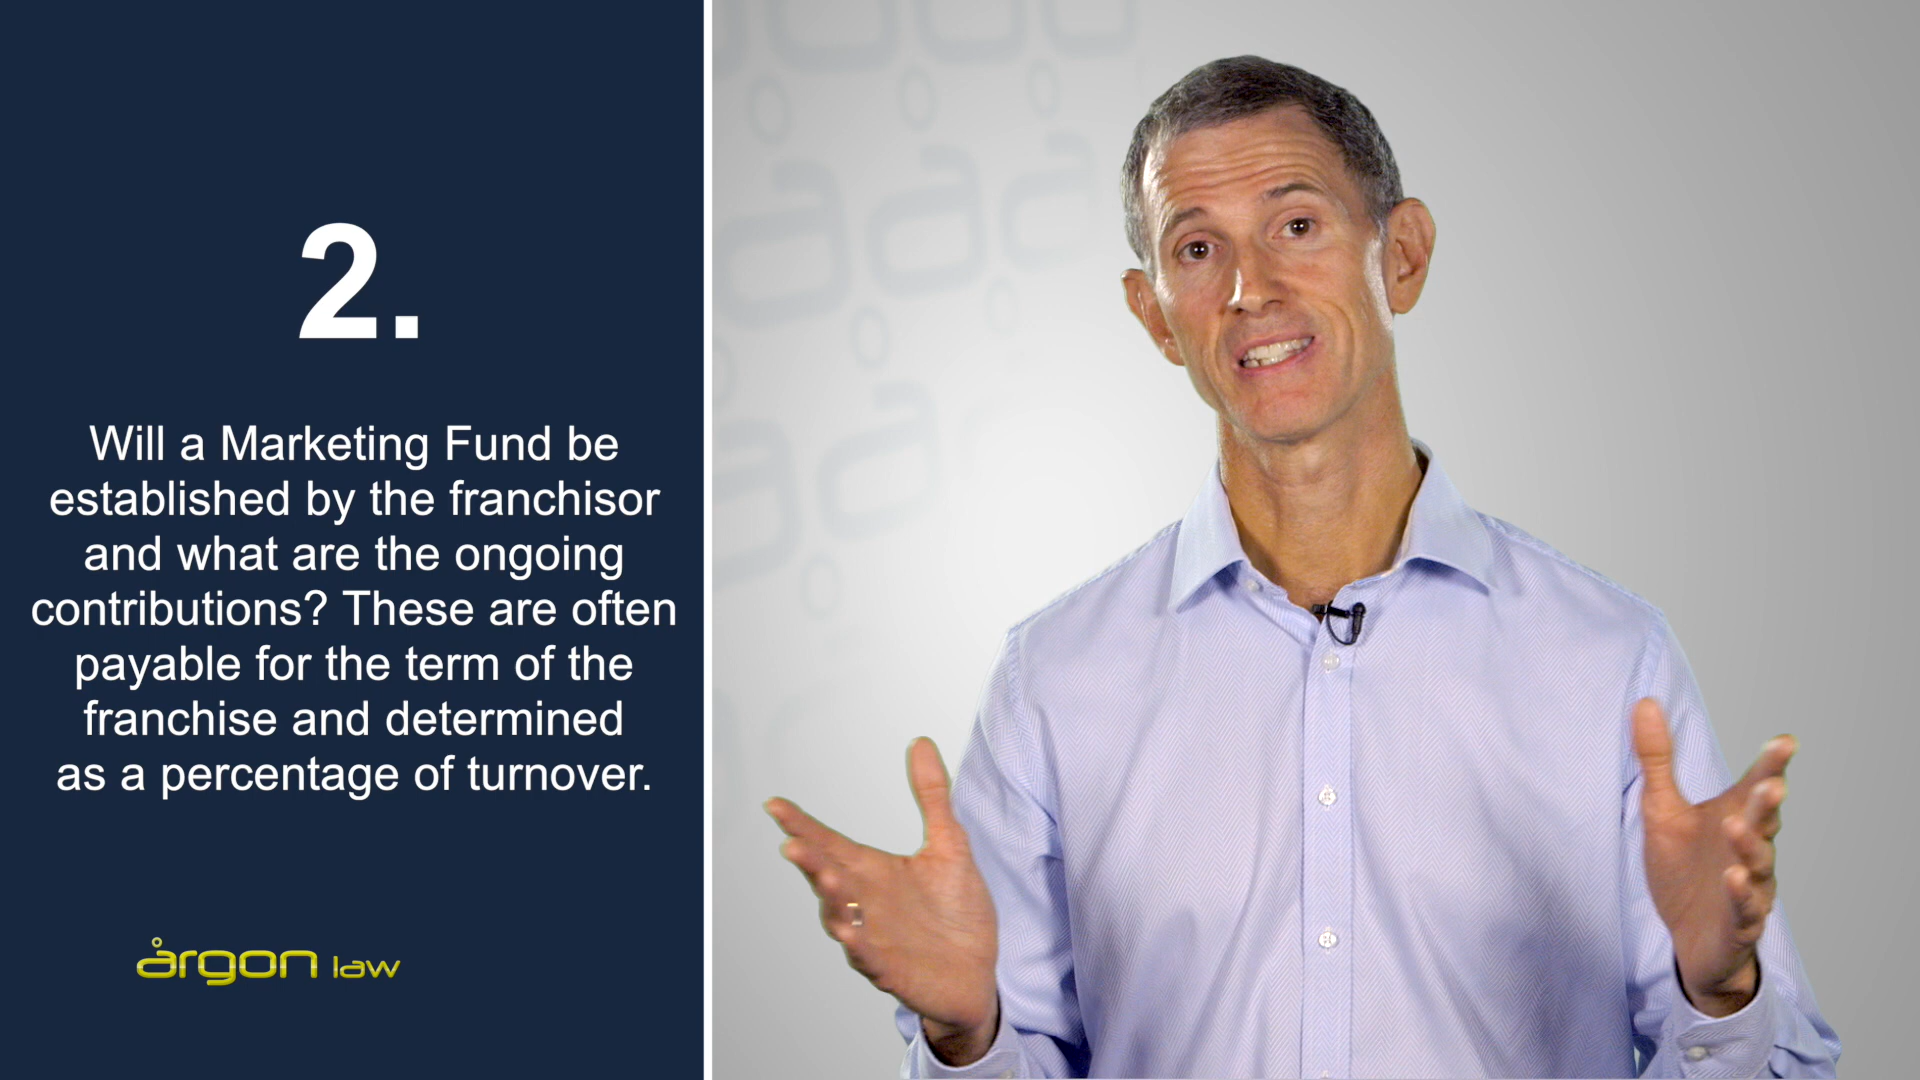 2.
Will a Marketing Fund be
established by the franchisor
and what are the ongoing
contributions? These are often
payable for the term of the
franchise and determined
as a percentage of turnover.
årgon law